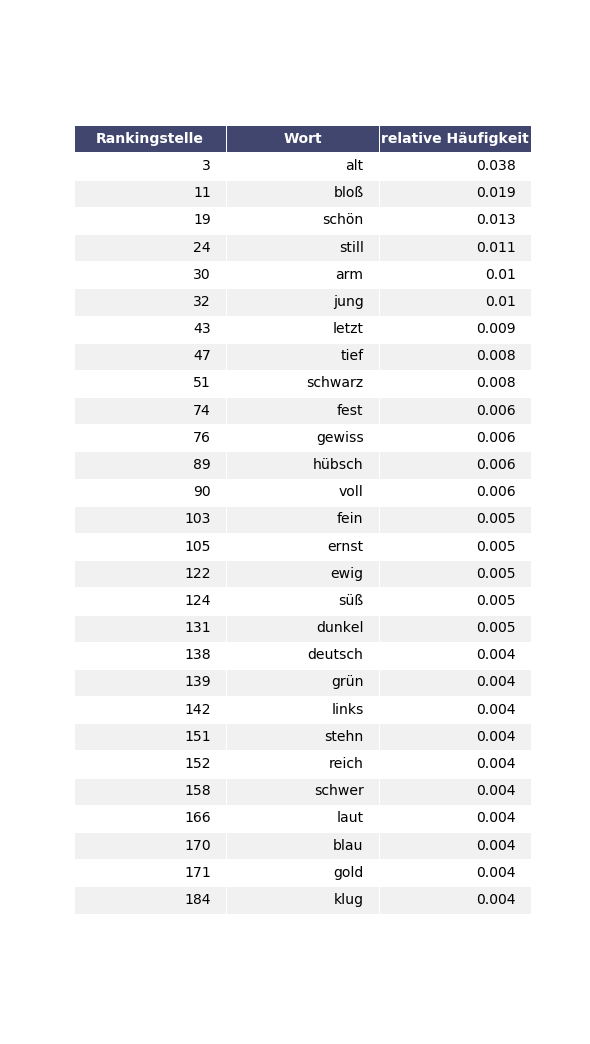 Rankingstelle Wort relative Häufigkeit
3 alt 0.038
11 bloß 0.019
19 schön 0.013
24 still 0.011
30 arm 0.01
32 jung 0.01
43 letzt 0.009
47 tief 0.008
51 schwarz 0.008
74 fest 0.006
76 gewiss 0.006
89 hübsch 0.006
90 voll 0.006
103 fein 0.005
105 ernst 0.005
122 ewig 0.005
124 süß 0.005
131 dunkel 0.005
138 deutsch 0.004
139 grün 0.004
142 links 0.004
151 stehn 0.004
152 reich 0.004
158 schwer 0.004
166 laut 0.004
170 blau 0.004
171 gold 0.004
184 klug 0.004